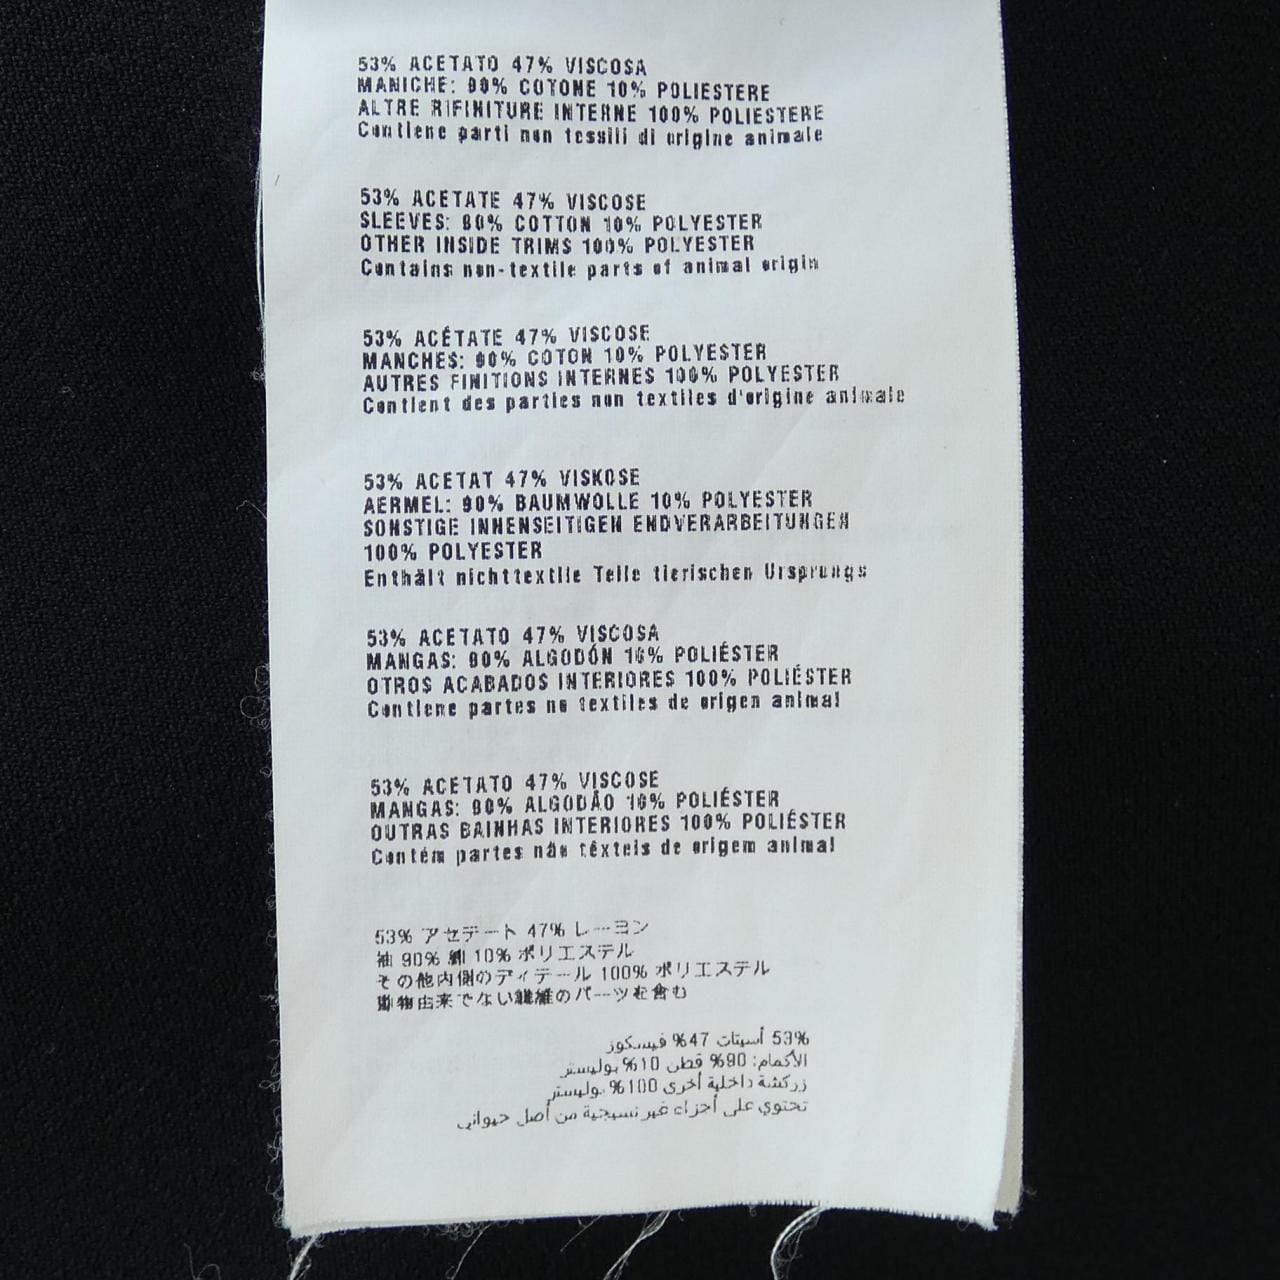 53% ACETATO 47% VISCOSA
MANICHE: 90% COTONE 10% POLIESTERE
ALTRE RIFINITURE INTERNE 100% POLIESTERE
Contiene parti non tessili di origine animale
53% ACETATE 47% VISCOSE
SLEEVES: 90% COTTON 10% POLYESTER
OTHER INSIDE TRIMS 100% POLYESTER
Contains non-textile parts of animal origin
53% ACÉTATE 47% VISCOSE
MANCHES: 90% COTON 10% POLYESTER
AUTRES FINITIONS INTERNES 100% POLYESTER
Contient des parties non textiles d'origine animale
53% ACETAT 47% VISKOSE
AERMEL: 90% BAUMWOLLE 10% POLYESTER
SONSTIGE INNENSEITIGEN ENDVERARBEITUNGEN
100% POLYESTER
Enthält nichttextile Teile tierischen Ursprungs
53% ACETATO 47% VISCOSA
MANGAS: 90% ALGODÓN 10% POLIÉSTER
OTROS ACABADOS INTERIORES 100% POLIÉSTER
Contiene partes no textiles de origen animal
53% ACETATO 47% VISCOSE
MANGAS: 90% ALGODÃO 10% POLIÉSTER
OUTRAS BAINHAS INTERIORES 100% POLIÉSTER
Contém partes não têxteis de origem animal
53% アセテート 47% レーヨン
袖 90% 綿 10% ポリエステル
その他内側のディテール 100% ポリエステル
動物由来でない繊維のパーツを含む
53% أسيتات 47% فيسكوز
الأكمام: 90% قطن 10% بوليستر
زركشة داخلية أخرى 100% بوليستر
تحتوي على أجزاء غير نسيجية من أصل حيواني